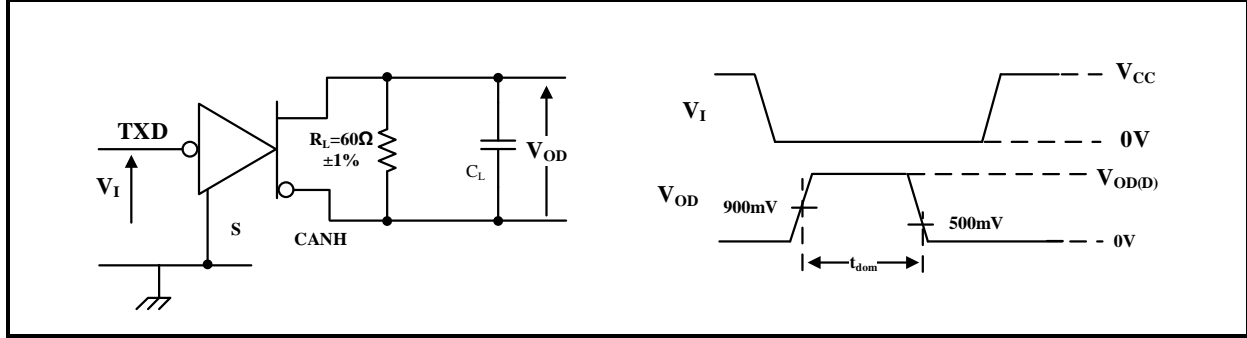 TXD
V_I
S
R_L=60Ω
±1%
C_L
V_OD
CANH
V_I
V_CC
0V
V_OD
900mV
V_OD(D)
500mV
0V
t_dom